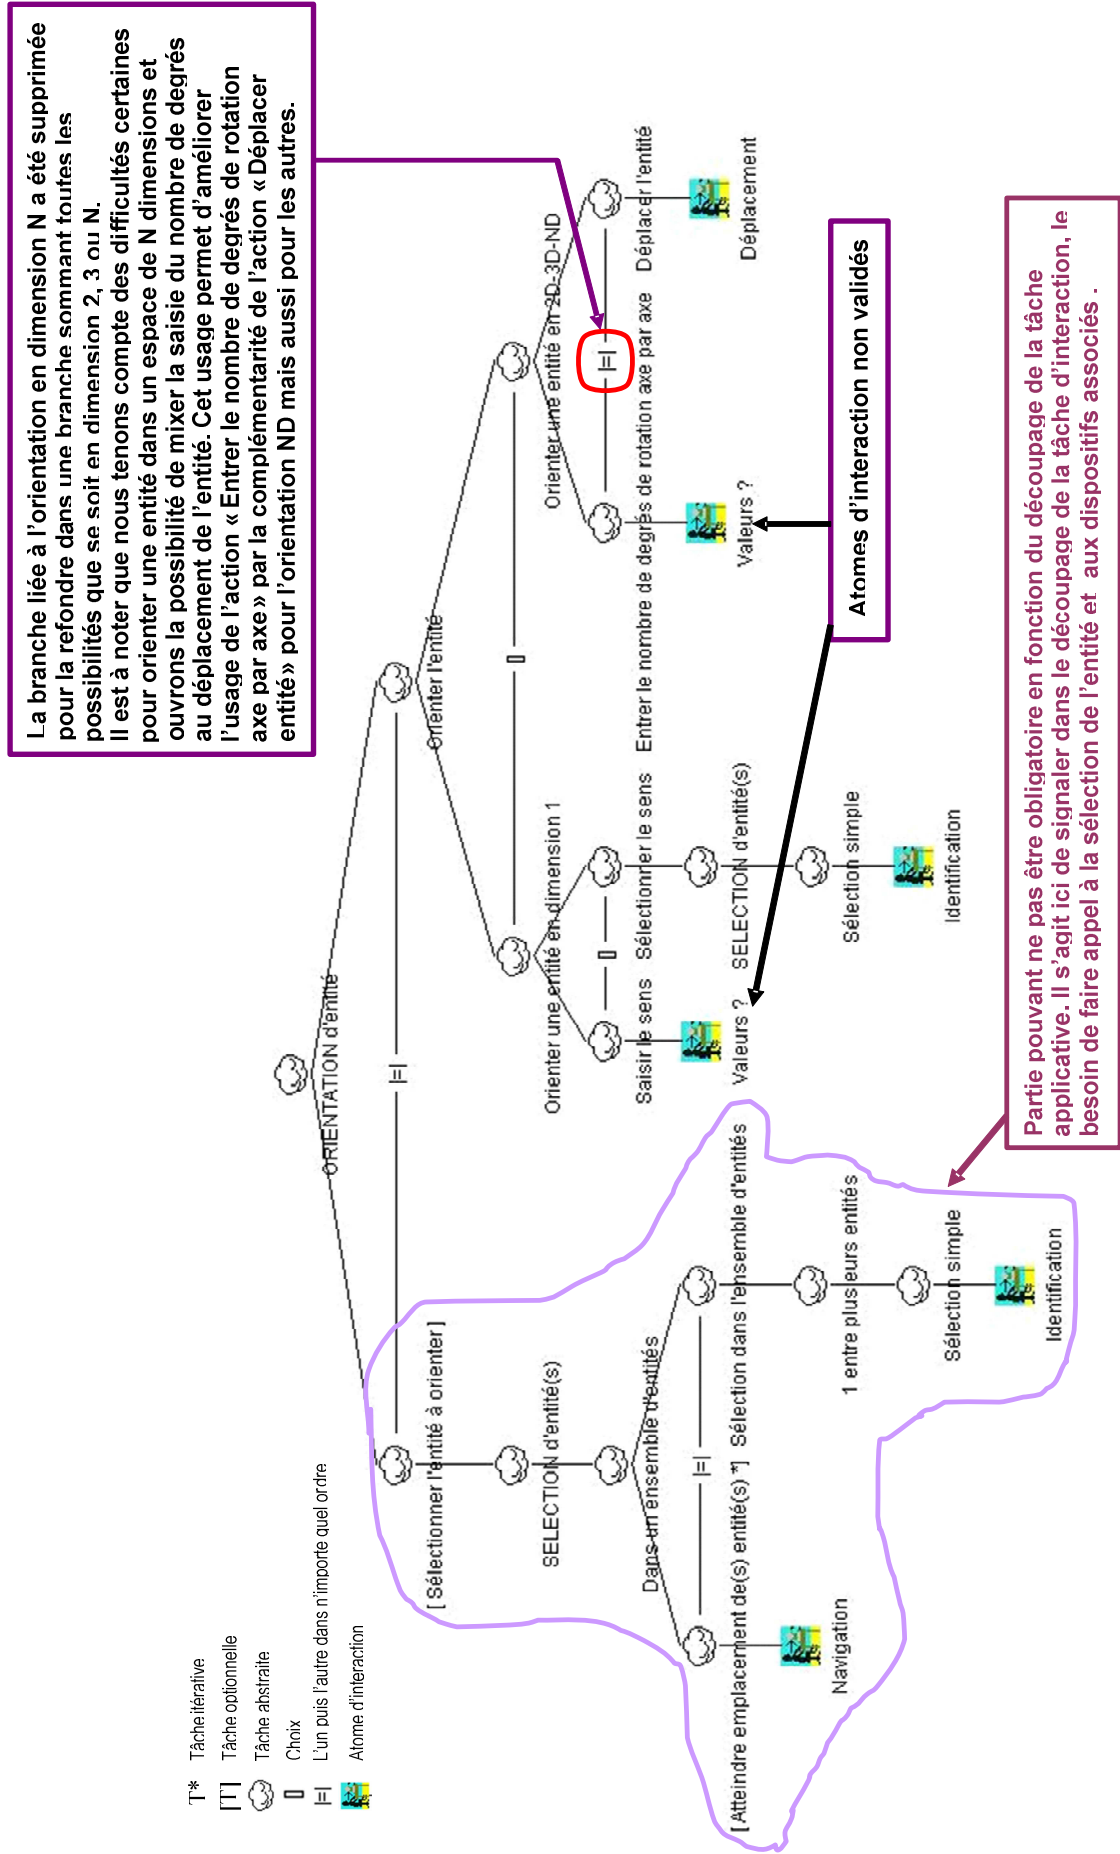 La branche liée à l'orientation en dimension N a été supprimée
pour la refondre dans une branche sommant toutes les
possibilités que se soit en dimension 2, 3 ou N.
Il est à noter que nous tenons compte des difficultés certaines
pour orienter une entité dans un espace de N dimensions et
ouvrons la possibilité de mixer la saisie du nombre de degrés
au déplacement de l'entité. Cet usage permet d'améliorer
l'usage de l'action « Entrer le nombre de degrés de rotation
axe par axe» par la complémentarité de l'action « Déplacer
entité» pour l'orientation ND mais aussi pour les autres.
T* Tâche itérative
[T] Tâche optionnelle
Tâche abstraite
[] Choix
|=| L'un puis l'autre dans n'importe quel ordre
Atome d'interaction
ORIENTATION d'entité
|=|
[ Sélectionner l'entité à orienter ]
Orienter l'entité
SELECTION d'entité(s)
[]
Orienter une entité en dimension 1
Orienter une entité en 2D-3D-ND
Dans un ensemble d'entités
[]
|=|
Saisir le sens
Sélectionner le sens
Entrer le nombre de degrés de rotation axe par axe
Déplacer l'entité
|=|
[ Atteindre emplacement de(s) entité(s) *]
Sélection dans l'ensemble d'entités
Valeurs ?
SELECTION d'entité(s)
Valeurs ?
Déplacement
Navigation
1 entre plusieurs entités
Sélection simple
Atomes d'interaction non validés
Sélection simple
Identification
Identification
Partie pouvant ne pas être obligatoire en fonction du découpage de la tâche
applicative. Il s'agit ici de signaler dans le découpage de la tâche d'interaction, le
besoin de faire appel à la sélection de l'entité et aux dispositifs associés .